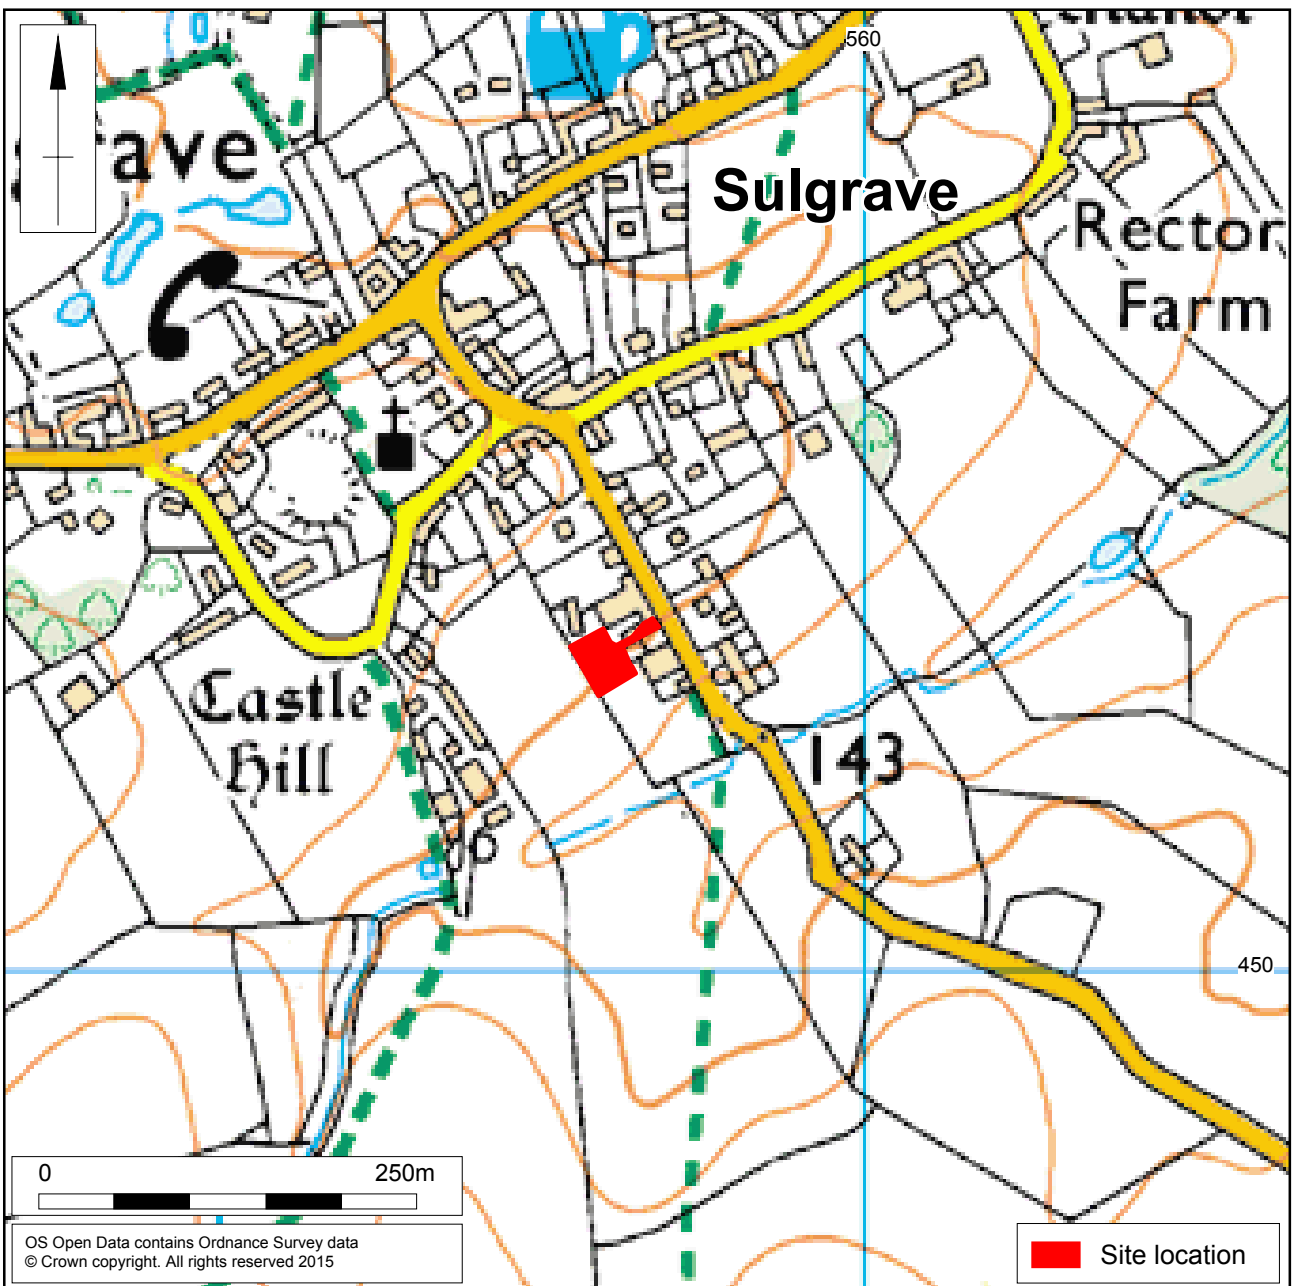 560
rave
Sulgrave
Rector
Farm
Castle
Hill
143
450
0 250m
OS Open Data contains Ordnance Survey data
© Crown copyright. All rights reserved 2015
Site location